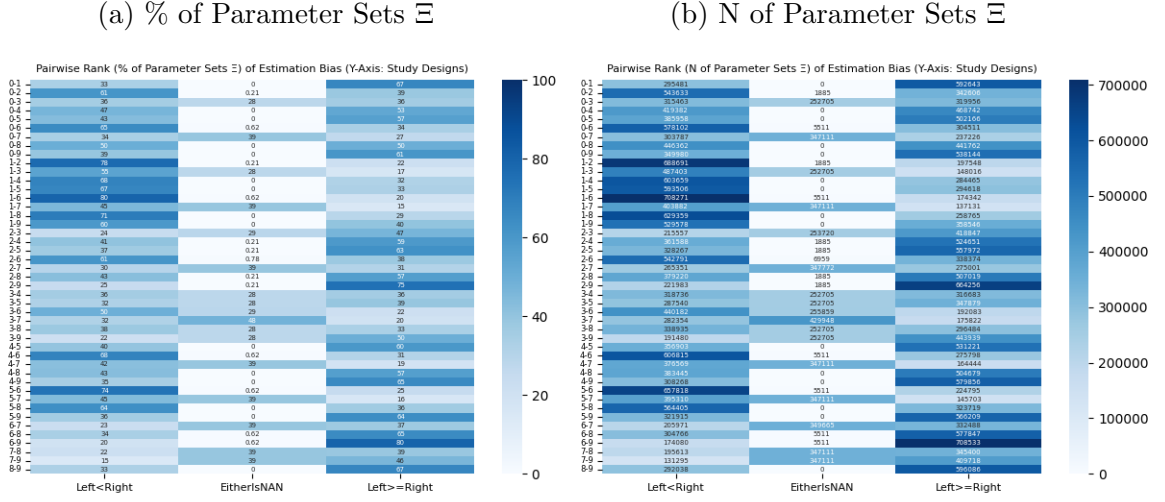 (a) % of Parameter Sets Ξ
Pairwise Rank (% of Parameter Sets Ξ) of Estimation Bias (Y-Axis: Study Designs)
0-1 33 0 67
0-2 61 0.21 39
0-3 36 28 36
0-4 47 0 53
0-5 43 0 57
0-6 65 0.62 34
0-7 34 39 27
0-8 50 0 50
0-9 39 0 61
1-2 78 0.21 22
1-3 55 28 17
1-4 68 0 32
1-5 67 0 33
1-6 80 0.62 20
1-7 45 39 15
1-8 71 0 29
1-9 60 0 40
2-3 24 29 47
2-4 41 0.21 59
2-5 37 0.21 63
2-6 61 0.78 38
2-7 30 39 31
2-8 43 0.21 57
2-9 25 0.21 75
3-4 36 28 36
3-5 32 28 39
3-6 50 29 22
3-7 32 48 20
3-8 38 28 33
3-9 22 28 50
4-5 40 0 60
4-6 68 0.62 31
4-7 42 39 19
4-8 43 0 57
4-9 35 0 65
5-6 74 0.62 25
5-7 45 39 16
5-8 64 0 36
5-9 36 0 64
6-7 23 39 37
6-8 34 0.62 65
6-9 20 0.62 80
7-8 22 39 39
7-9 15 39 46
8-9 33 0 67
Left<Right EitherIsNAN Left>=Right
100
80
60
40
20
0
(b) N of Parameter Sets Ξ
Pairwise Rank (N of Parameter Sets Ξ) of Estimation Bias (Y-Axis: Study Designs)
0-1 295481 0 592643
0-2 543633 1885 342606
0-3 315463 252705 319956
0-4 419382 0 468742
0-5 385958 0 502166
0-6 578102 5511 304511
0-7 303787 347111 237226
0-8 446362 0 441762
0-9 349980 0 538144
1-2 688691 1885 197548
1-3 487403 252705 148016
1-4 603659 0 284465
1-5 593506 0 294618
1-6 708271 5511 174342
1-7 403882 347111 137131
1-8 629359 0 258765
1-9 529578 0 358546
2-3 215557 253720 418847
2-4 361588 1885 524651
2-5 328267 1885 557972
2-6 542791 6959 338374
2-7 265351 347772 275001
2-8 379220 1885 507019
2-9 221983 1885 664256
3-4 318736 252705 316683
3-5 287540 252705 347879
3-6 440182 255859 192083
3-7 282354 429948 175822
3-8 338935 252705 296484
3-9 191480 252705 443939
4-5 356903 0 531221
4-6 606815 5511 275798
4-7 376569 347111 164444
4-8 383445 0 504679
4-9 308268 0 579856
5-6 657818 5511 224795
5-7 395310 347111 145703
5-8 564405 0 323719
5-9 321915 0 566209
6-7 205971 349665 332488
6-8 304766 5511 577847
6-9 174080 5511 708533
7-8 195613 347111 345400
7-9 131295 347111 409718
8-9 292038 0 596086
Left<Right EitherIsNAN Left>=Right
700000
600000
500000
400000
300000
200000
100000
0